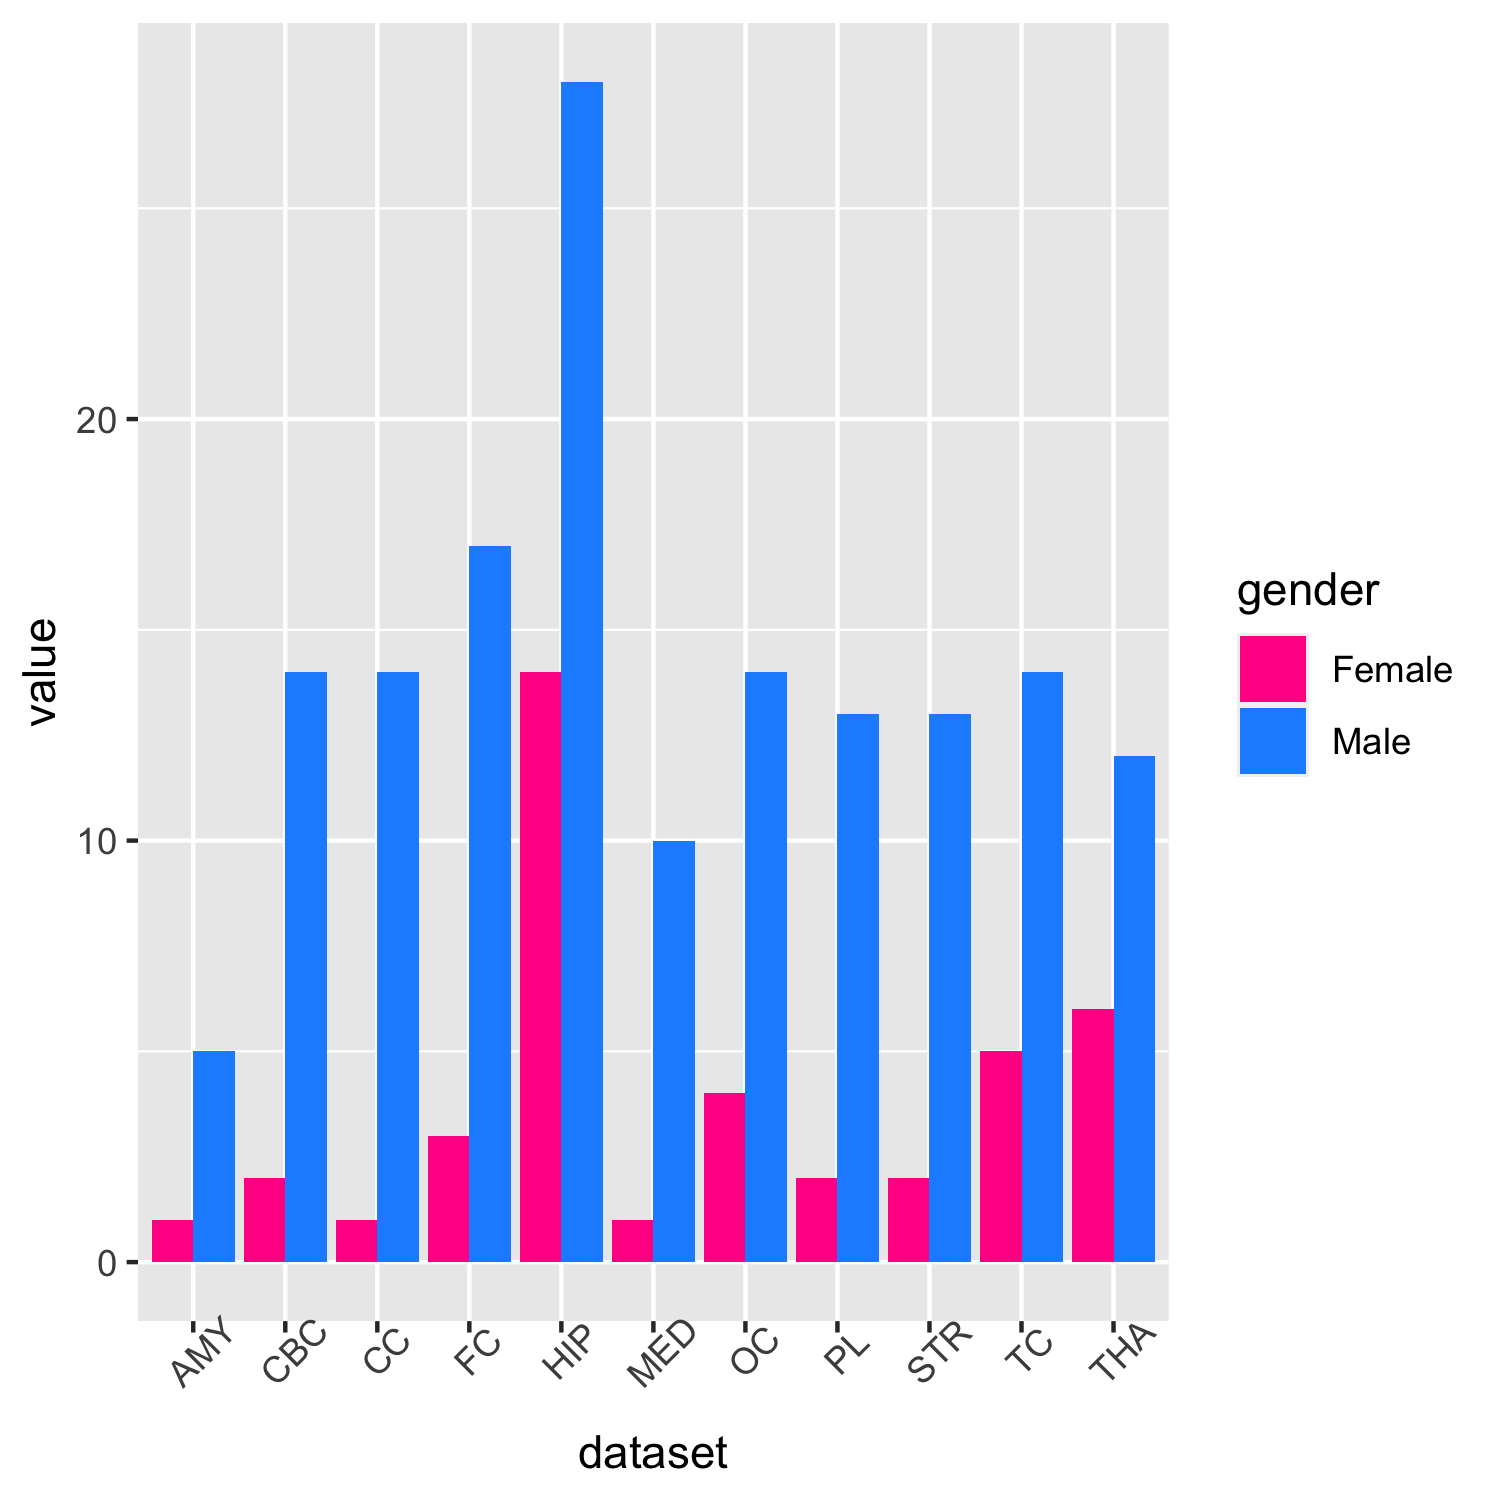 20
10
0
value
AMY CBC CC FC HIP MED OC PL STR TC THA
dataset
gender
Female
Male